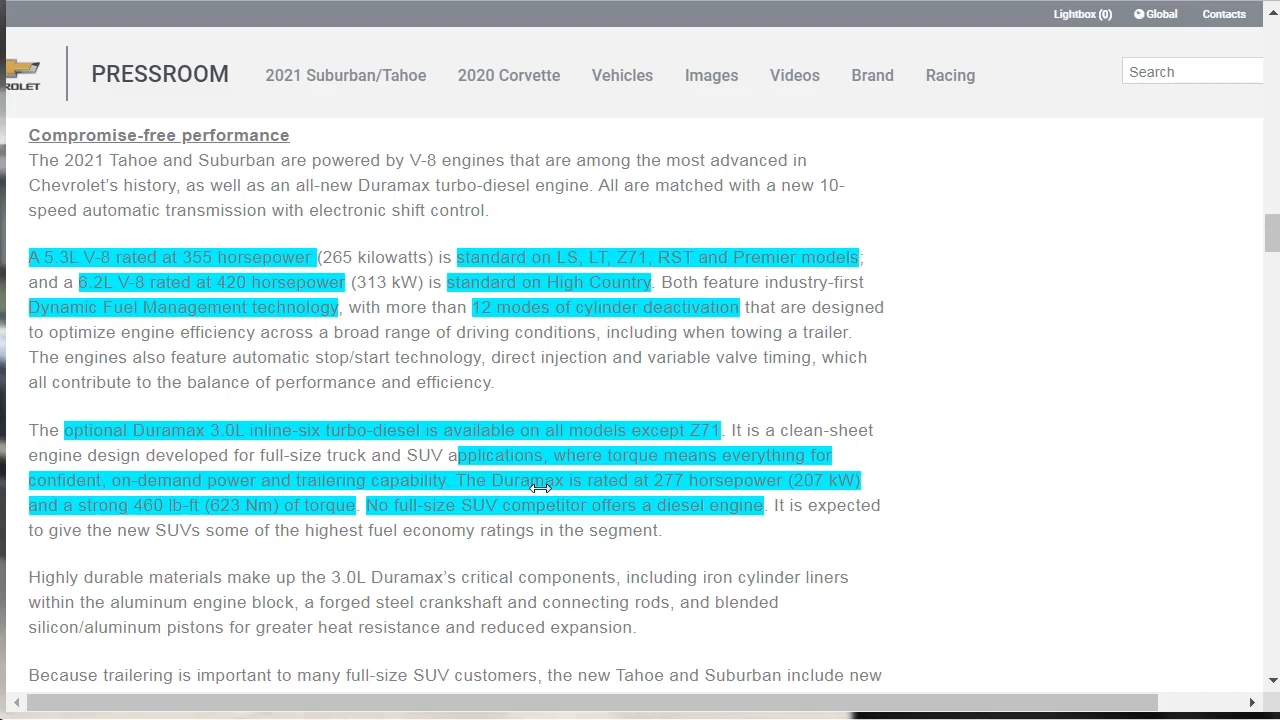 Lightbox (0) Global Contacts
ROLET
PRESSROOM 2021 Suburban/Tahoe 2020 Corvette Vehicles Images Videos Brand Racing Search
Compromise-free performance
The 2021 Tahoe and Suburban are powered by V-8 engines that are among the most advanced in
Chevrolet’s history, as well as an all-new Duramax turbo-diesel engine. All are matched with a new 10-
speed automatic transmission with electronic shift control.
A 5.3L V-8 rated at 355 horsepower (265 kilowatts) is standard on LS, LT, Z71, RST and Premier models;
and a 6.2L V-8 rated at 420 horsepower (313 kW) is standard on High Country. Both feature industry-first
Dynamic Fuel Management technology, with more than 12 modes of cylinder deactivation that are designed
to optimize engine efficiency across a broad range of driving conditions, including when towing a trailer.
The engines also feature automatic stop/start technology, direct injection and variable valve timing, which
all contribute to the balance of performance and efficiency.
The optional Duramax 3.0L inline-six turbo-diesel is available on all models except Z71. It is a clean-sheet
engine design developed for full-size truck and SUV applications, where torque means everything for
confident, on-demand power and trailering capability. The Duramax is rated at 277 horsepower (207 kW)
and a strong 460 lb-ft (623 Nm) of torque. No full-size SUV competitor offers a diesel engine. It is expected
to give the new SUVs some of the highest fuel economy ratings in the segment.
Highly durable materials make up the 3.0L Duramax’s critical components, including iron cylinder liners
within the aluminum engine block, a forged steel crankshaft and connecting rods, and blended
silicon/aluminum pistons for greater heat resistance and reduced expansion.
Because trailering is important to many full-size SUV customers, the new Tahoe and Suburban include new